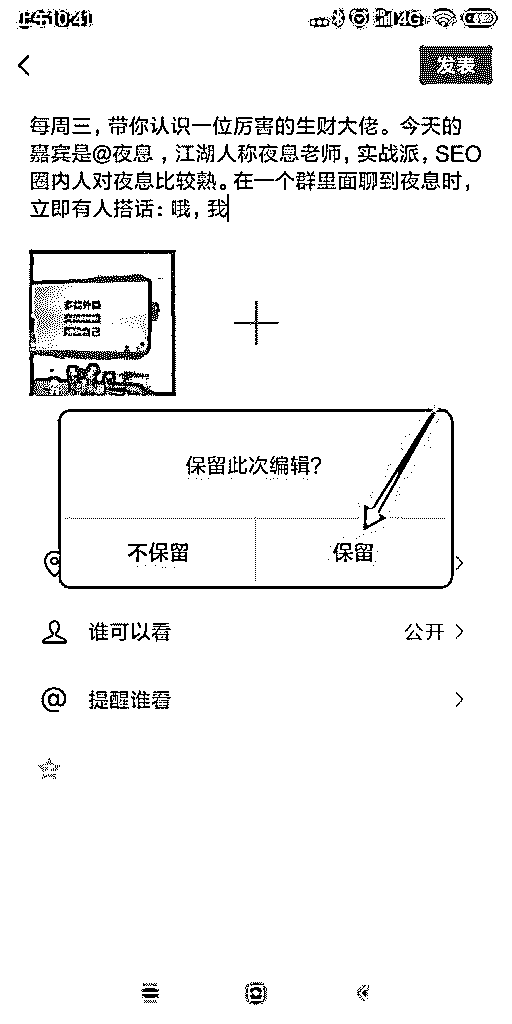 上午10:41
4G
发表
每周三，带你认识一位厉害的生财大佬。今天的
嘉宾是@夜息 ，江湖人称夜息老师，实战派，SEO
圈内人对夜息比较熟。在一个群里面聊到夜息时，
立即有人搭话：哦，我
保留此次编辑？
不保留
保留
谁可以看
公开
提醒谁看